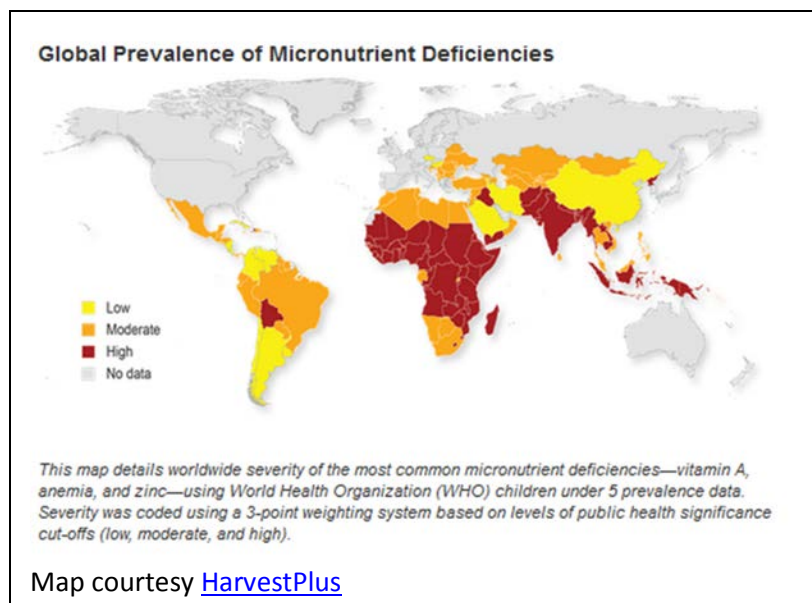 Global Prevalence of Micronutrient Deficiencies
Low
Moderate
High
No data
This map details worldwide severity of the most common micronutrient deficiencies—vitamin A,
anemia, and zinc—using World Health Organization (WHO) children under 5 prevalence data.
Severity was coded using a 3-point weighting system based on levels of public health significance
cut-offs (low, moderate, and high).
Map courtesy HarvestPlus